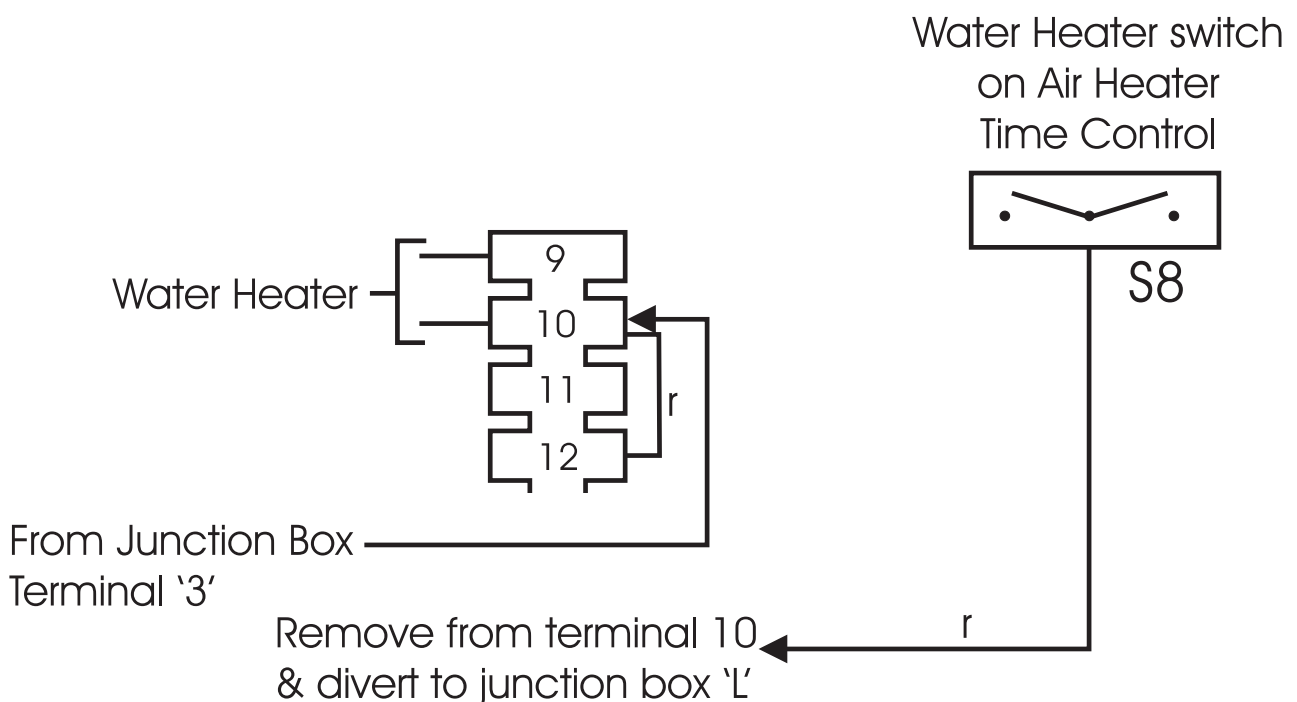 Water Heater switch
on Air Heater
Time Control
S8
9
Water Heater
10
11
r
12
From Junction Box
Terminal ‘3’
Remove from terminal 10
& divert to junction box ‘L’
r